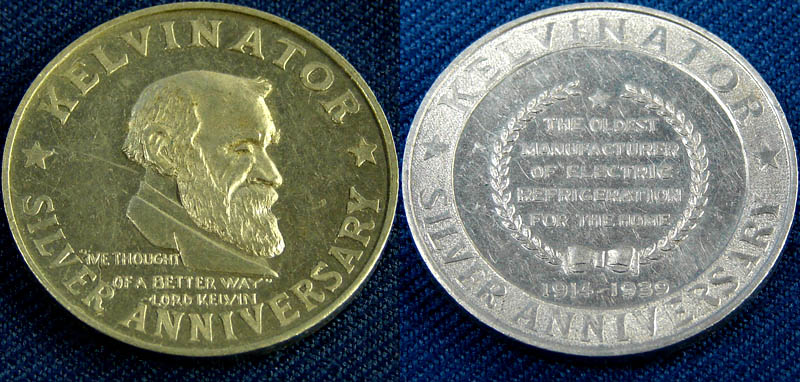 KELVINATOR
"IVE THOUGHT
OF A BETTER WAY"
-LORD KELVIN
SILVER ANNIVERSARY
KELVINATOR
THE OLDEST
MANUFACTURER
OF ELECTRIC
REFRIGERATION
FOR THE HOME
1914-1939
SILVER ANNIVERSARY